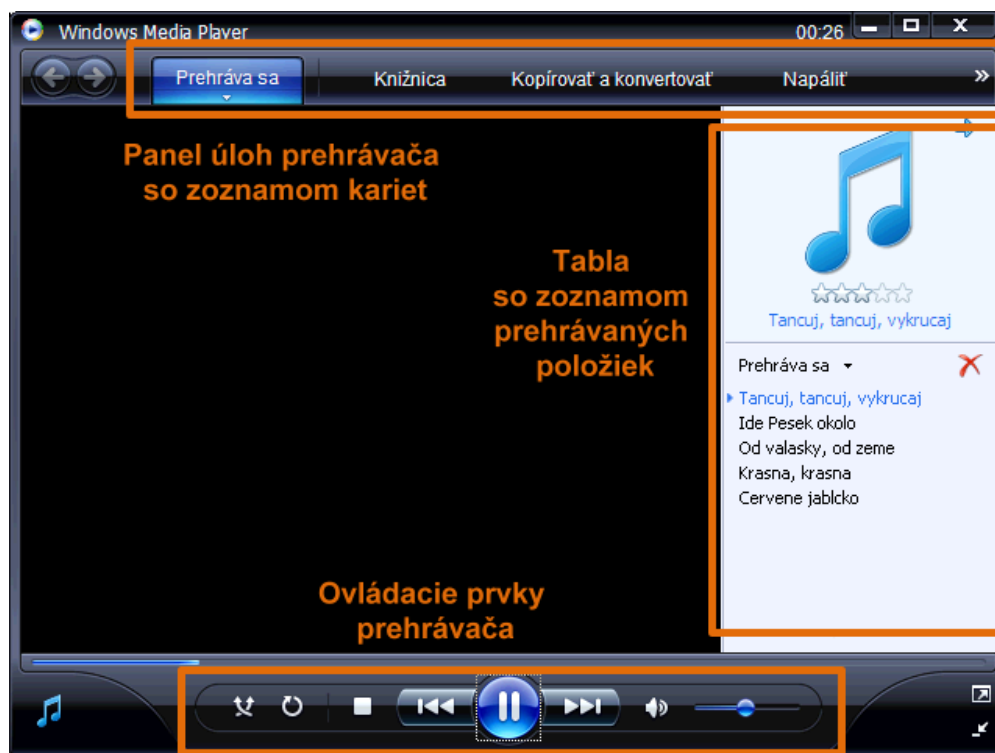 Windows Media Player
00:26
Prehráva sa
Knižnica
Kopírovať a konvertovať
Napáliť
Panel úloh prehrávača
so zoznamom kariet
Tabla
so zoznamom
prehrávaných
položiek
Tancuj, tancuj, vykrucaj
Prehráva sa
Tancuj, tancuj, vykrucaj
Ide Pesek okolo
Od valasky, od zeme
Krasna, krasna
Cervene jablcko
Ovládacie prvky
prehrávača